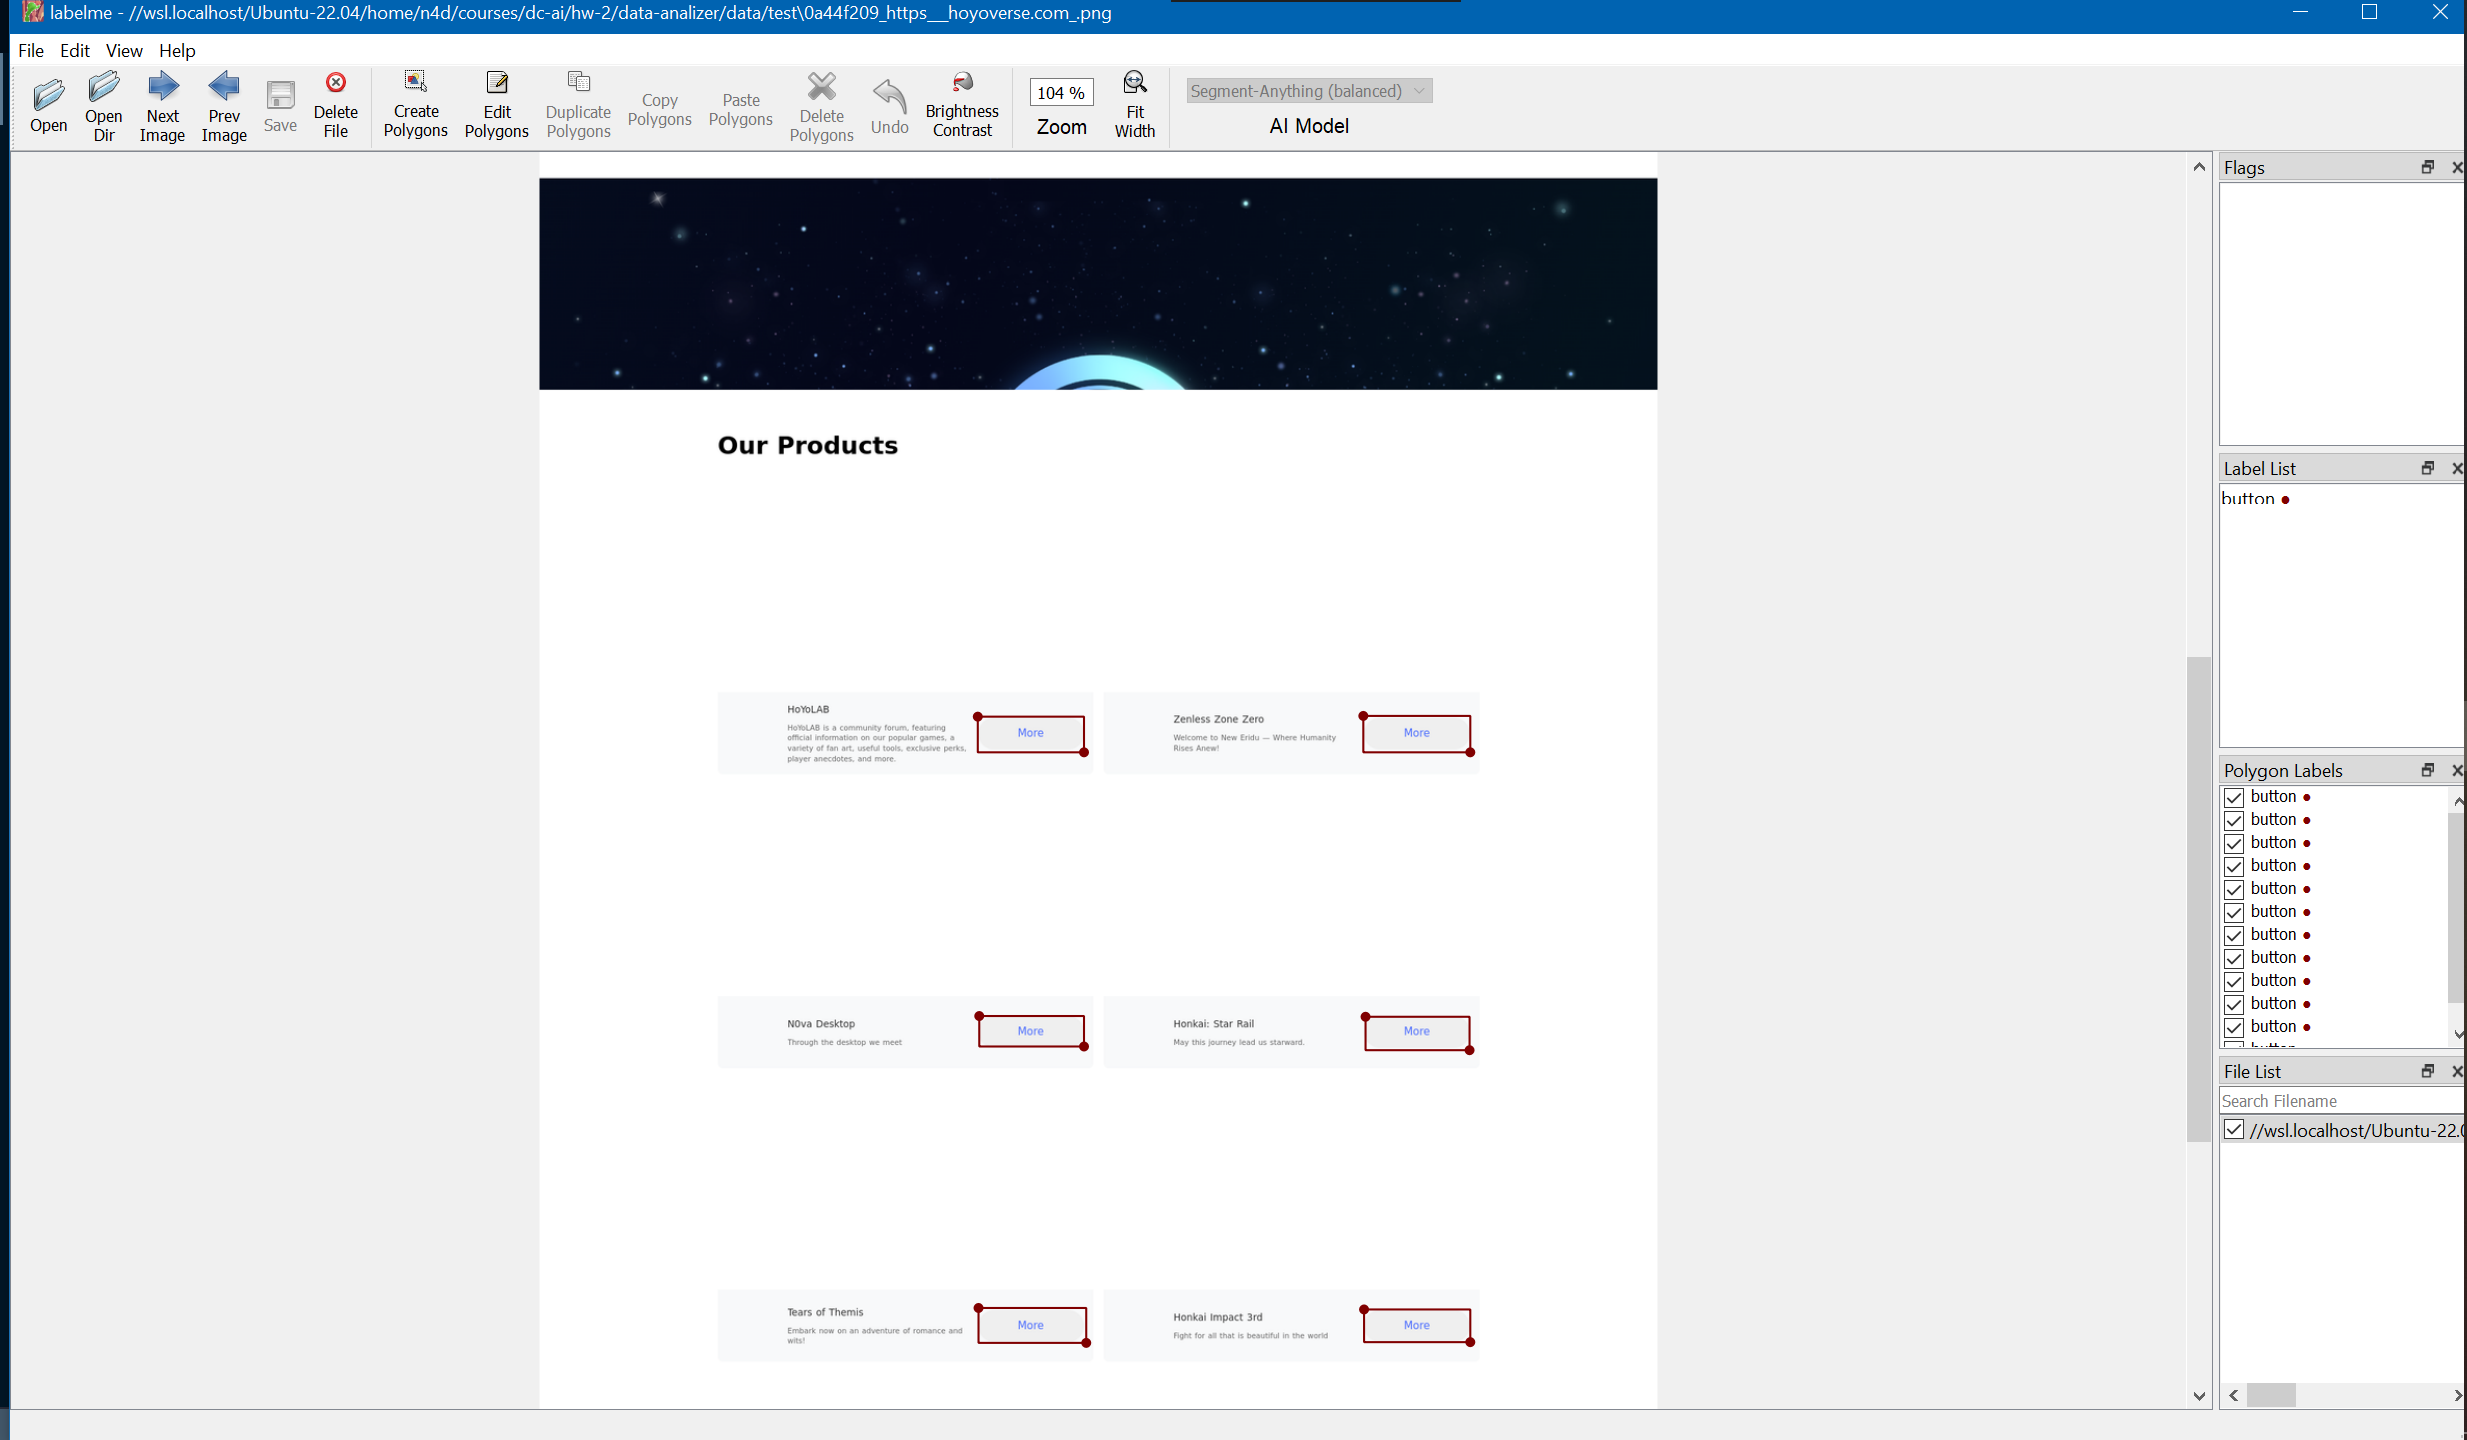 labelme - //wsl.localhost/Ubuntu-22.04/home/n4d/courses/dc-ai/hw-2/data-analizer/data/test\0a44f209_https__hoyoverse.com_.png
File Edit View Help
Open
Open Dir
Next Image
Prev Image
Save
Delete File
Create Polygons
Edit Polygons
Duplicate Polygons
Copy Polygons
Paste Polygons
Delete Polygons
Undo
Brightness Contrast
104 %
Zoom
Fit Width
Segment-Anything (balanced)
AI Model
Our Products
HoYoLAB
HoYoLAB is a community forum, featuring
official information on our popular games, a
variety of fan art, useful tools, exclusive perks,
player anecdotes, and more.
More
Zenless Zone Zero
Welcome to New Eridu — Where Humanity
Rises Anew!
More
N0va Desktop
Through the desktop we meet
More
Honkai: Star Rail
May this journey lead us starward.
More
Tears of Themis
Embark now on an adventure of romance and
wits!
More
Honkai Impact 3rd
Fight for all that is beautiful in the world
More
Flags
Label List
button
Polygon Labels
button
button
button
button
button
button
button
button
button
button
button
File List
Search Filename
//wsl.localhost/Ubuntu-22.0